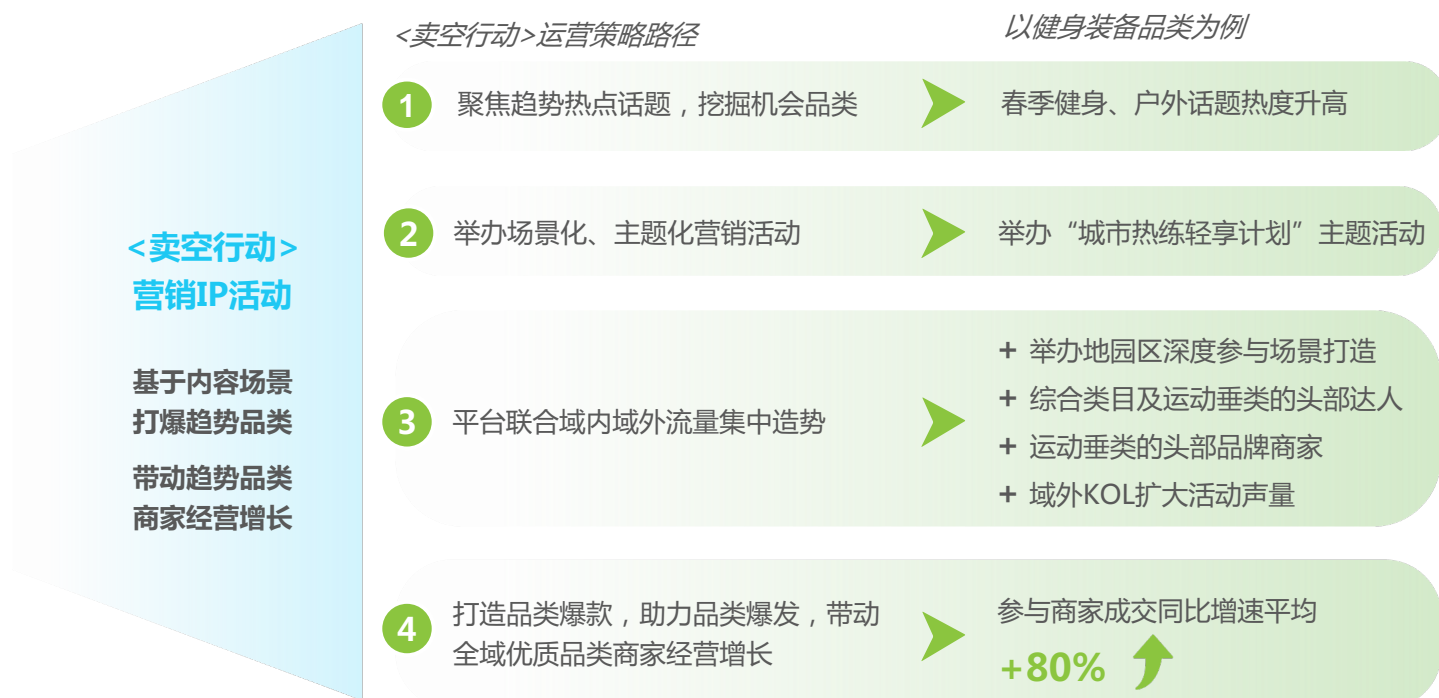 <卖空行动>运营策略路径
以健身装备品类为例
<卖空行动>
营销IP活动
基于内容场景
打爆趋势品类
带动趋势品类
商家经营增长
1 聚焦趋势热点话题，挖掘机会品类
春季健身、户外话题热度升高
2 举办场景化、主题化营销活动
举办“城市热练轻享计划”主题活动
3 平台联合域内域外流量集中造势
+ 举办地园区深度参与场景打造
+ 综合类目及运动垂类的头部达人
+ 运动垂类的头部品牌商家
+ 域外KOL扩大活动声量
4 打造品类爆款，助力品类爆发，带动
全域优质品类商家经营增长
参与商家成交同比增速平均
+80%